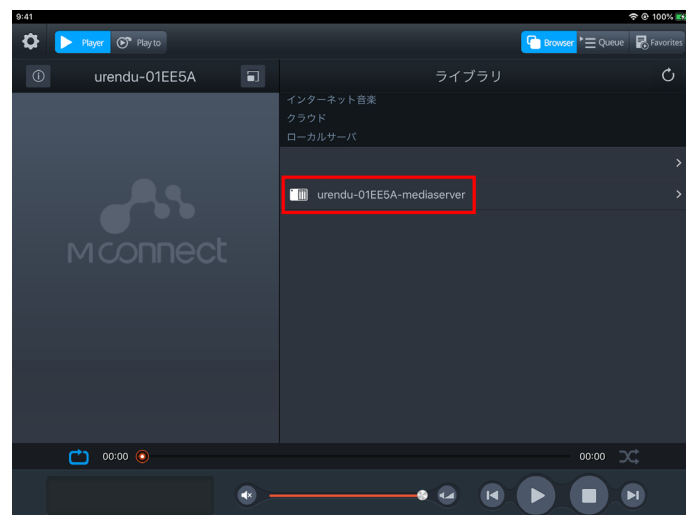 9:41
100%
Player
Play to
Browser
Queue
Favorites
urendu-01EE5A
ライブラリ
インターネット音楽
クラウド
ローカルサーバ
urendu-01EE5A-mediaserver
Mconnect
00:00
00:00